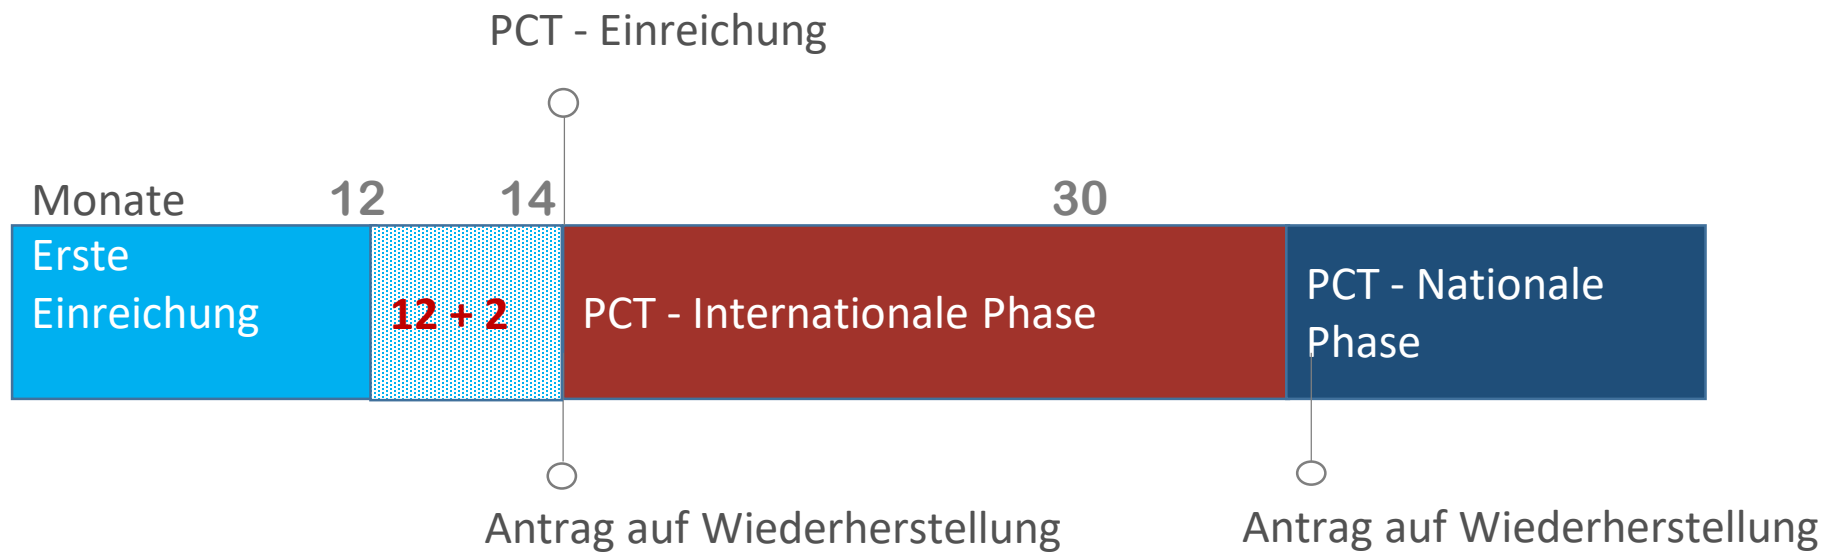 PCT - Einreichung
Monate
12
14
30
Erste
Einreichung
12 + 2
PCT - Internationale Phase
PCT - Nationale
Phase
Antrag auf Wiederherstellung
Antrag auf Wiederherstellung